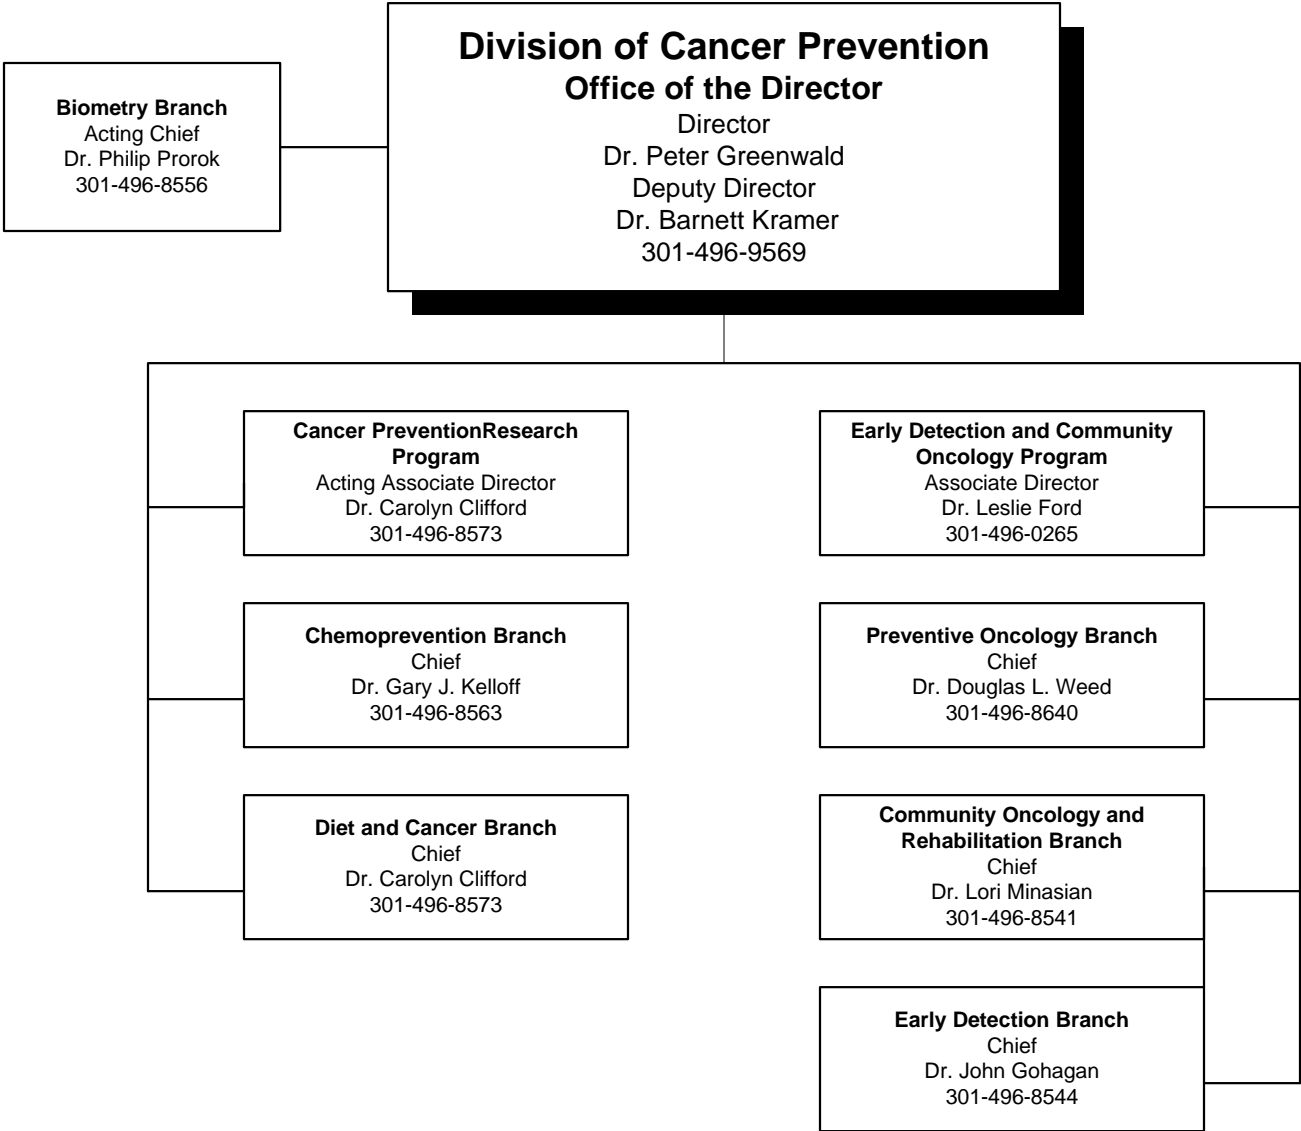 Division of Cancer Prevention
Office of the Director
Director
Dr. Peter Greenwald
Deputy Director
Dr. Barnett Kramer
301-496-9569
Biometry Branch
Acting Chief
Dr. Philip Prorok
301-496-8556
Cancer PreventionResearch
Program
Acting Associate Director
Dr. Carolyn Clifford
301-496-8573
Chemoprevention Branch
Chief
Dr. Gary J. Kelloff
301-496-8563
Diet and Cancer Branch
Chief
Dr. Carolyn Clifford
301-496-8573
Early Detection and Community
Oncology Program
Associate Director
Dr. Leslie Ford
301-496-0265
Preventive Oncology Branch
Chief
Dr. Douglas L. Weed
301-496-8640
Community Oncology and
Rehabilitation Branch
Chief
Dr. Lori Minasian
301-496-8541
Early Detection Branch
Chief
Dr. John Gohagan
301-496-8544